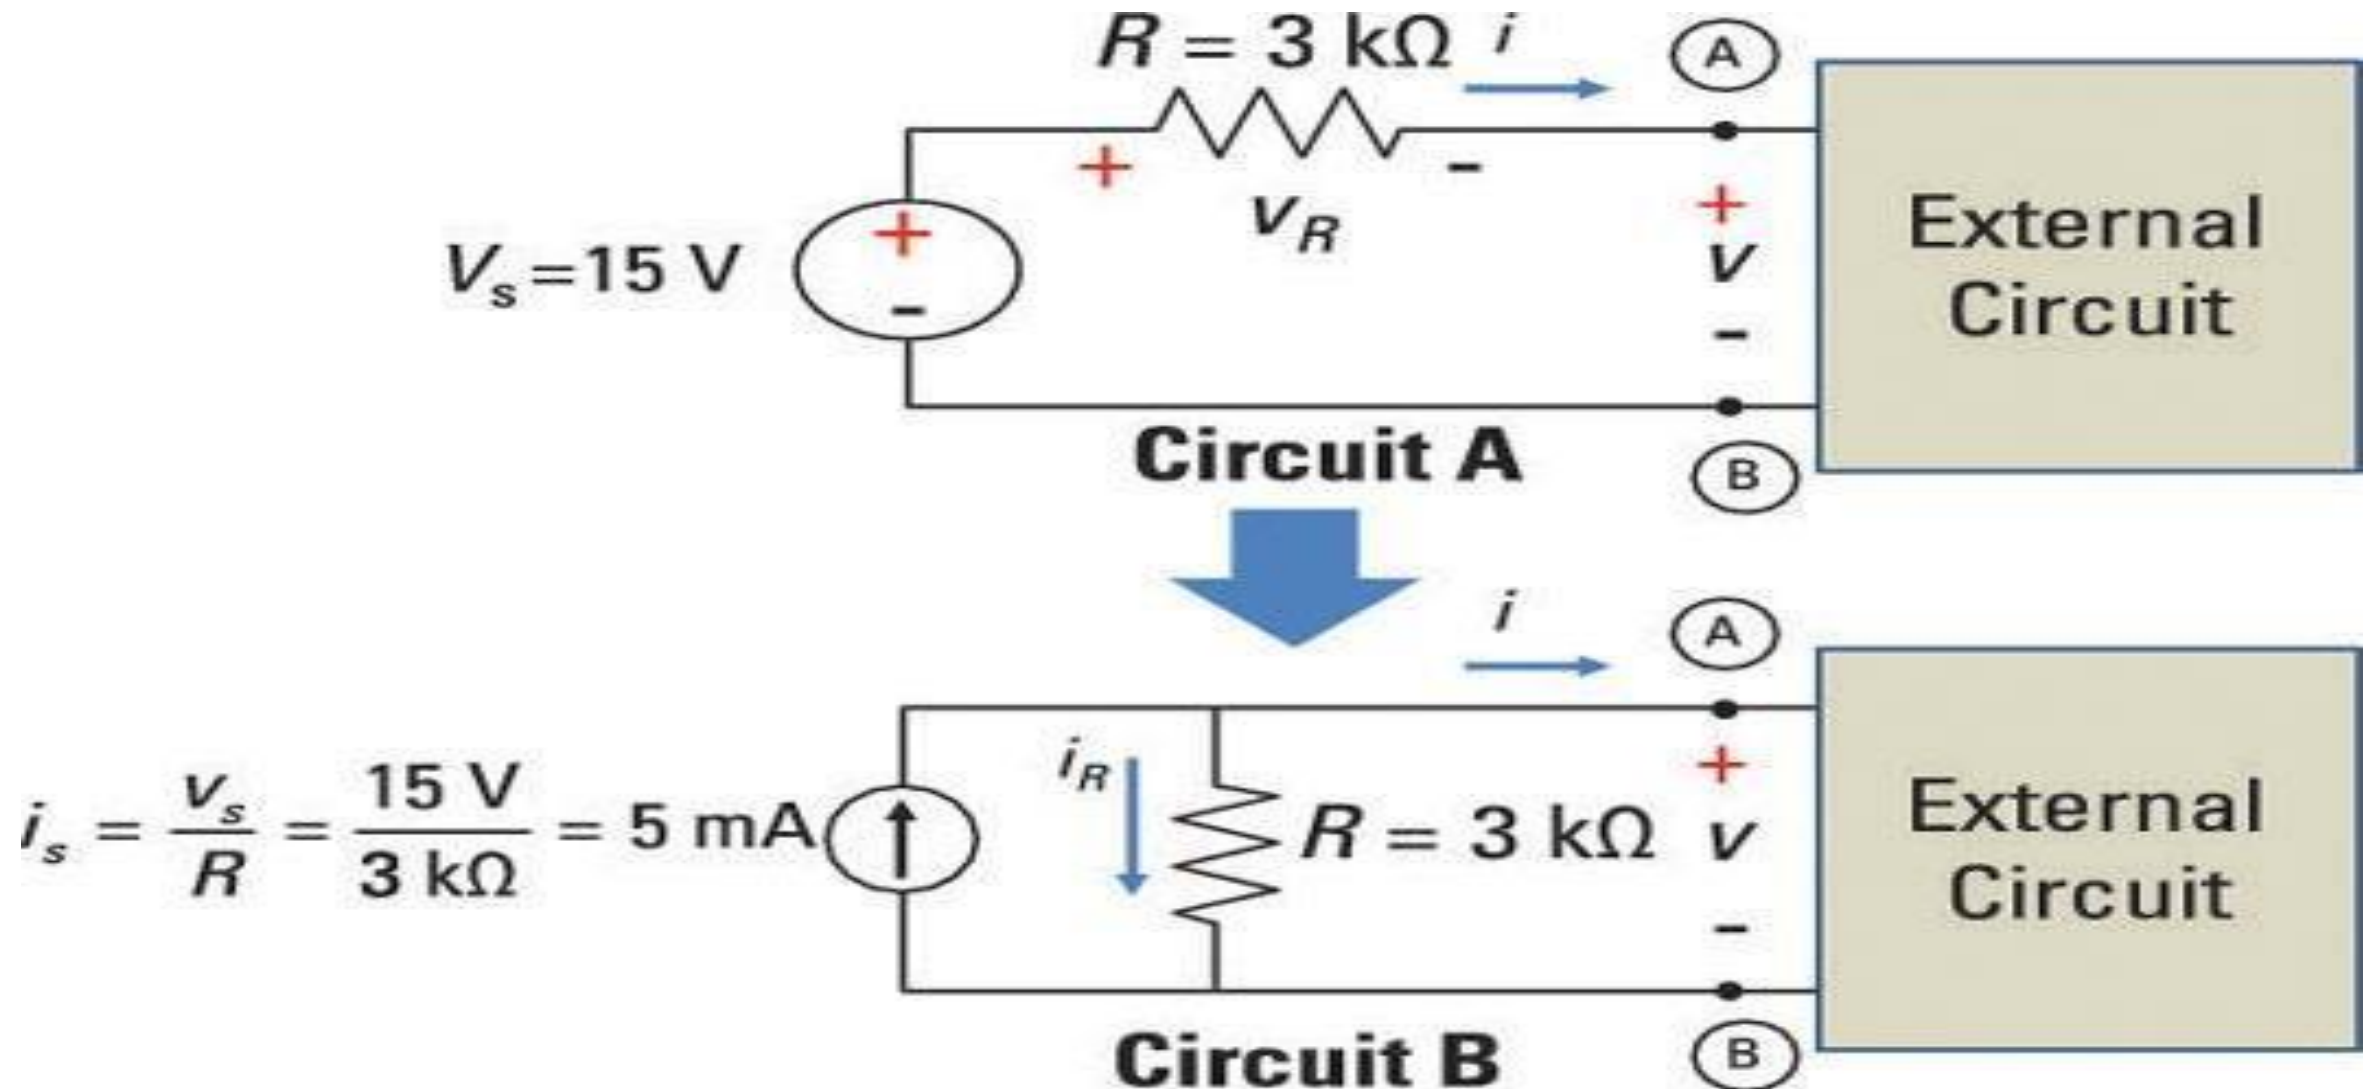 R = 3 kΩ i
A
+
-
v_R
+
v
-
External
Circuit
V_s=15 V
+
-
Circuit A
B
i
A
i_s = v_s/R = 15 V/3 kΩ = 5 mA
i_R
R = 3 kΩ
+
v
-
External
Circuit
Circuit B
B